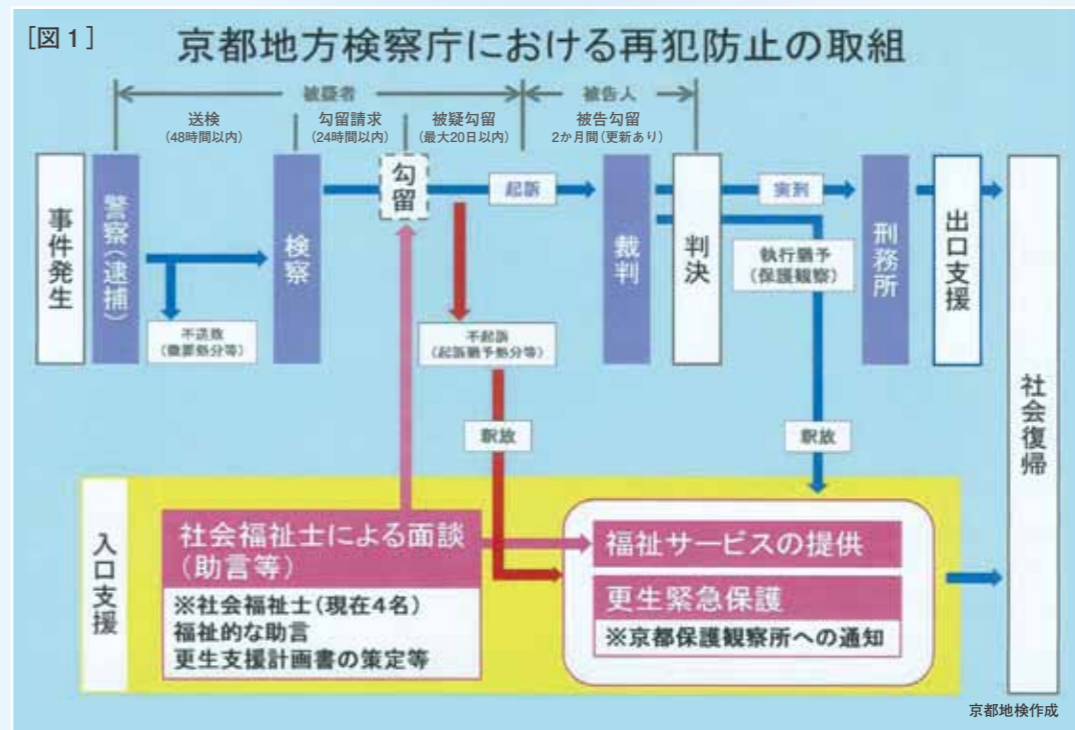 [図1]
京都地方検察庁における再犯防止の取組
被疑者
被告人
送検
(48時間以内)
勾留請求
(24時間以内)
被疑勾留
(最大20日以内)
被告勾留
2か月間(更新あり)
事件発生
警察(逮捕)
不送致
(微罪処分等)
検察
勾留
起訴
不起訴
(起訴猶予処分等)
釈放
裁判
判決
実刑
執行猶予
(保護観察)
釈放
刑務所
出口支援
社会復帰
入口支援
社会福祉士による面談
(助言等)
※社会福祉士(現在4名)
福祉的な助言
更生支援計画書の策定等
福祉サービスの提供
更生緊急保護
※京都保護観察所への通知
京都地検作成